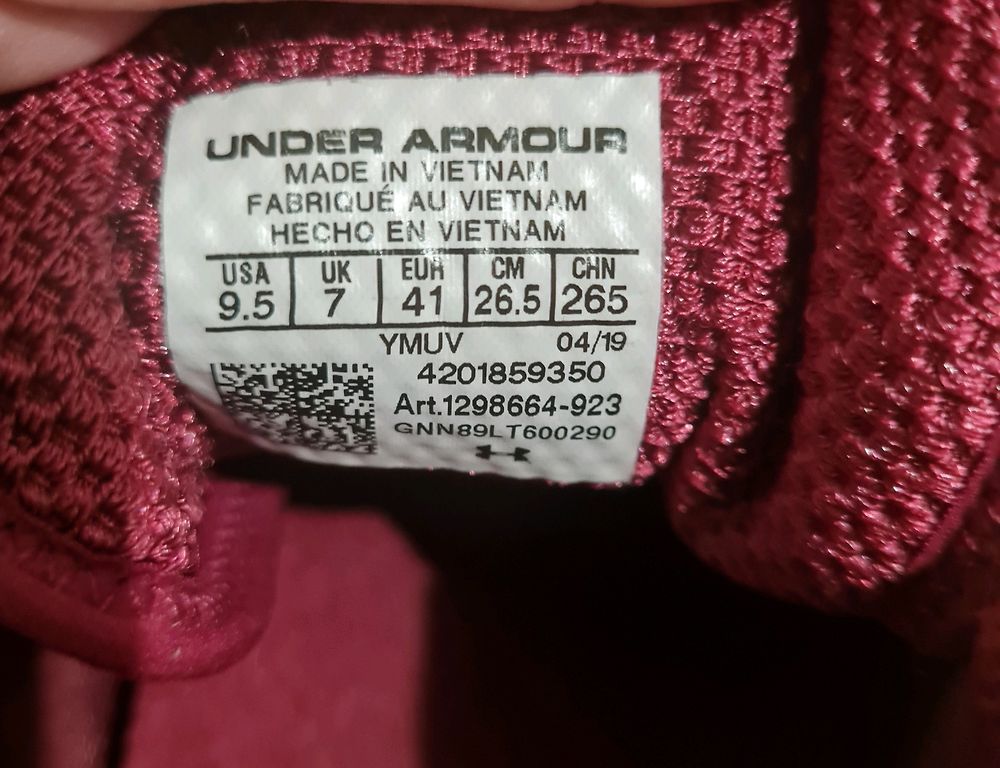 UNDER ARMOUR
MADE IN VIETNAM
FABRIQUÉ AU VIETNAM
HECHO EN VIETNAM
USA UK EUR CM CHN
9.5 7 41 26.5 265
YMUV 04/19
4201859350
Art.1298664-923
GNN89LT600290